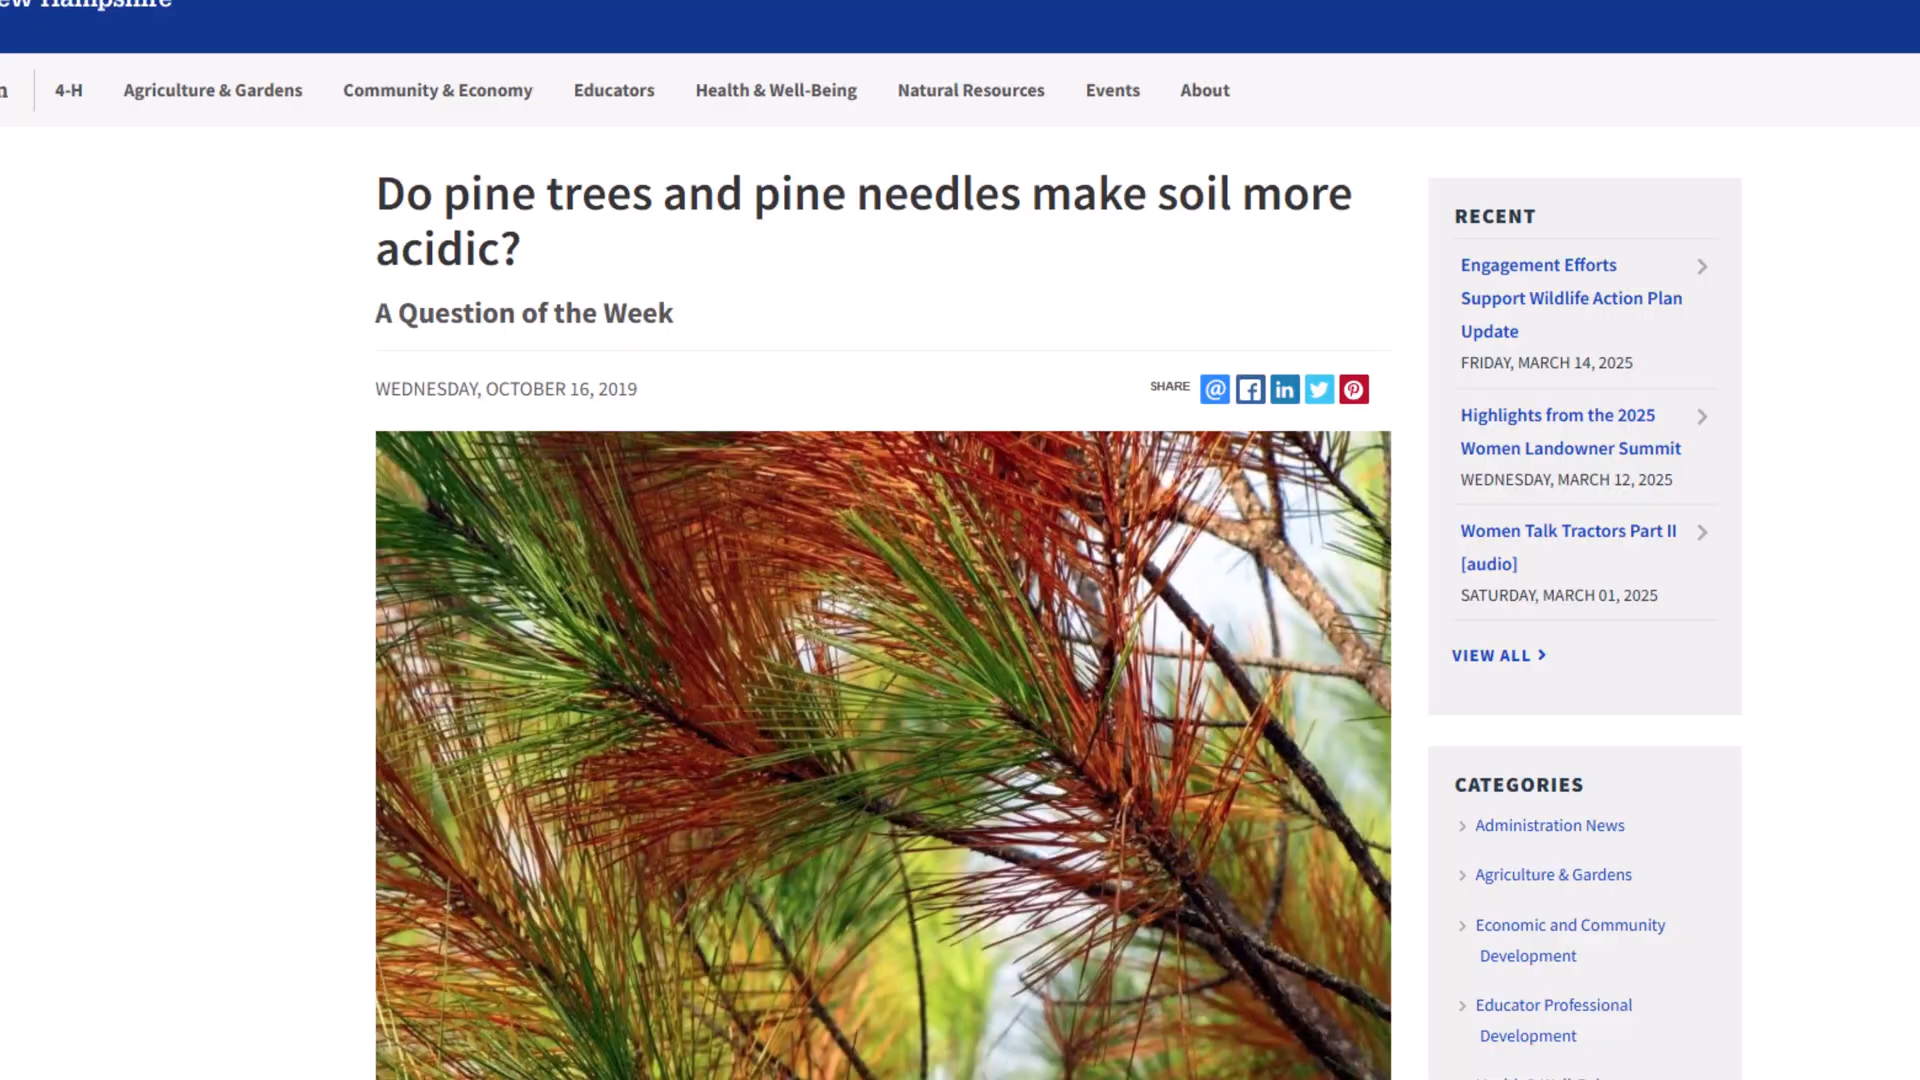 New Hampshire
4-H Agriculture & Gardens Community & Economy Educators Health & Well-Being Natural Resources Events About
Do pine trees and pine needles make soil more
acidic?
A Question of the Week
WEDNESDAY, OCTOBER 16, 2019
SHARE
RECENT
Engagement Efforts
Support Wildlife Action Plan
Update
FRIDAY, MARCH 14, 2025
Highlights from the 2025
Women Landowner Summit
WEDNESDAY, MARCH 12, 2025
Women Talk Tractors Part II
[audio]
SATURDAY, MARCH 01, 2025
VIEW ALL
CATEGORIES
Administration News
Agriculture & Gardens
Economic and Community
Development
Educator Professional
Development